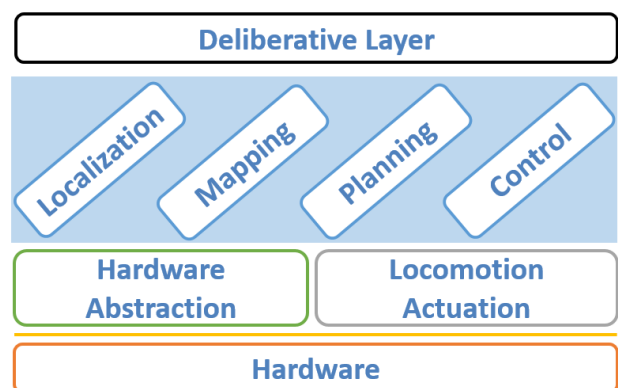 Deliberative Layer
Localization
Mapping
Planning
Control
Hardware
Abstraction
Locomotion
Actuation
Hardware